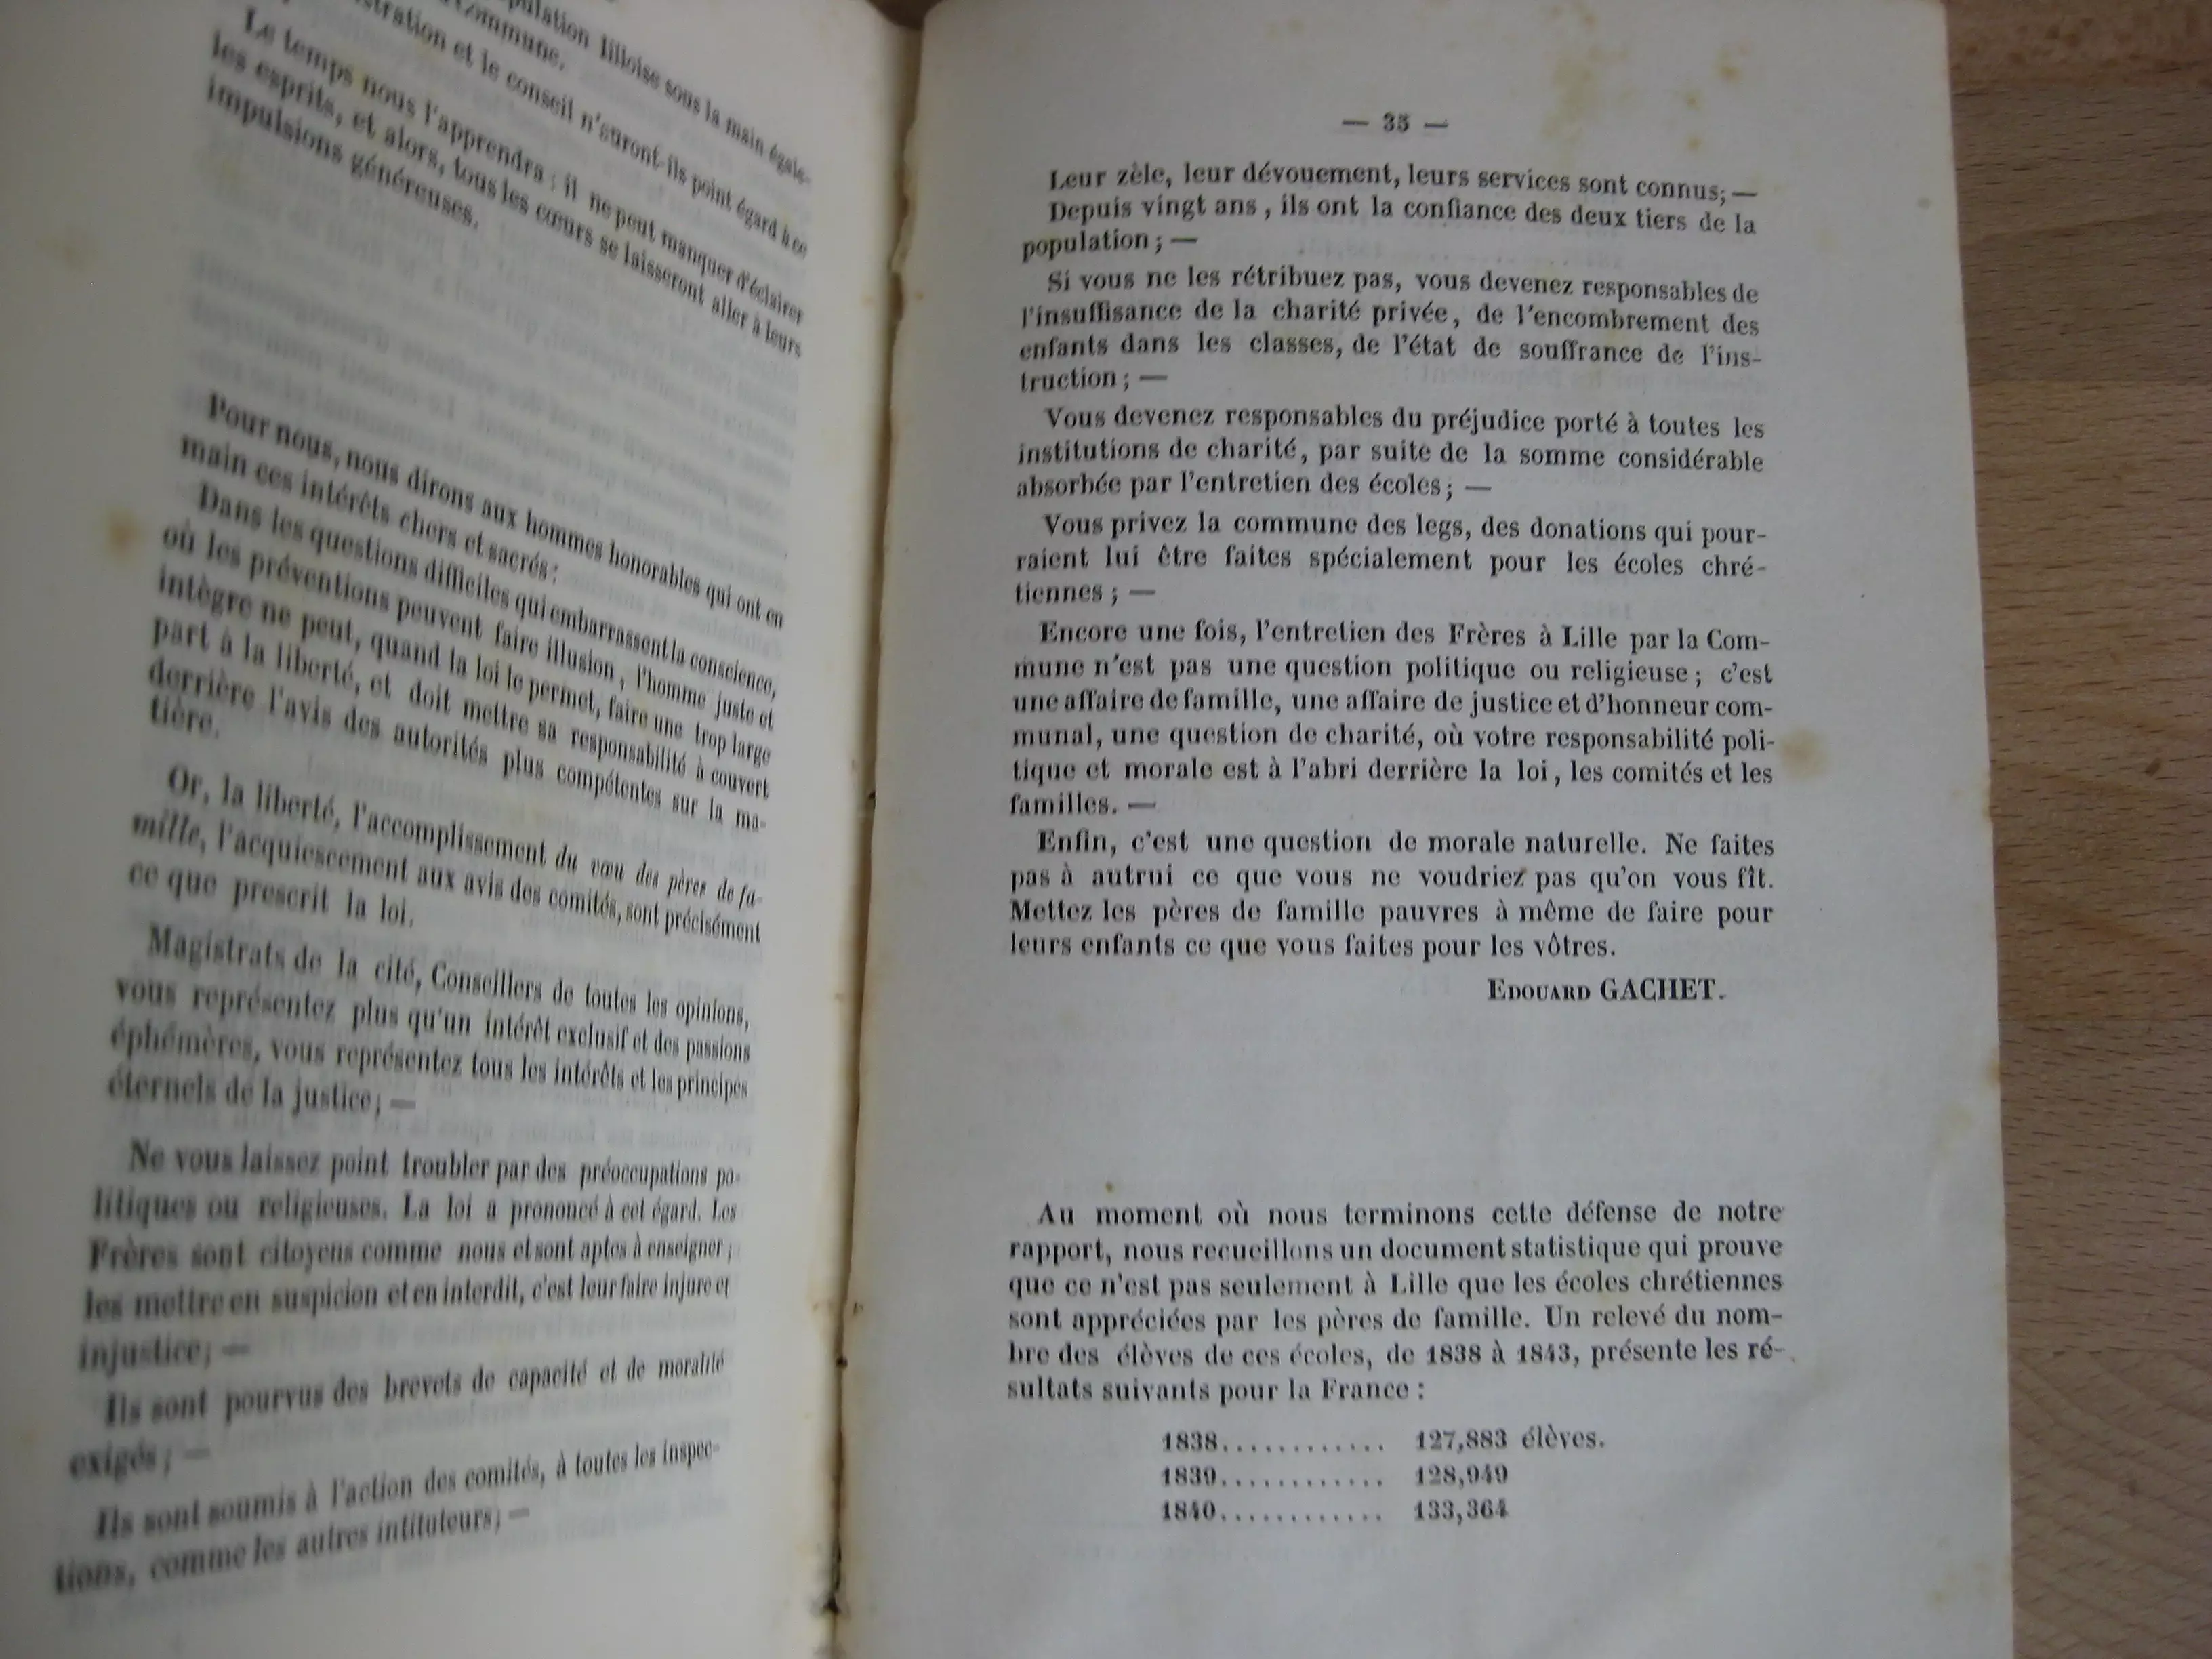 pulation lilloise sous la main égale-
Commune.
stration et le conseil n'auront-ils point égard à ce
Le temps nous l'apprendra ; il ne peut manquer d'éclairer
les esprits, et alors, tous les cœurs se laisseront aller à leurs
impulsions généreuses.
Pour nous, nous dirons aux hommes honorables qui ont en
main ces intérêts chers et sacrés :
Dans les questions difficiles qui embarrassent la conscience,
où les préventions peuvent faire illusion, l'homme juste et
intègre ne peut, quand la loi le permet, faire une trop large
part à la liberté, et doit mettre sa responsabilité à couvert
derrière l'avis des autorités plus compétentes sur la ma-
tière.
Or, la liberté, l'accomplissement du vœu des pères de fa-
mille, l'acquiescement aux avis des comités, sont précisément
ce que prescrit la loi.
Magistrats de la cité, Conseillers de toutes les opinions,
vous représentez plus qu'un intérêt exclusif et des passions
éphémères, vous représentez tous les intérêts et les principes
éternels de la justice; —
Ne vous laissez point troubler par des préoccupations po-
litiques ou religieuses. La loi a prononcé à cet égard. Les
Frères sont citoyens comme nous et sont aptes à enseigner;
les mettre en suspicion et en interdit, c'est leur faire injure et
injustice; —
Ils sont pourvus des brevets de capacité et de moralité
exigés; —
Ils sont soumis à l'action des comités, à toutes les inspec-
tions, comme les autres intituteurs; —
— 35 —
Leur zèle, leur dévouement, leurs services sont connus; —
Depuis vingt ans, ils ont la confiance des deux tiers de la
population; —
Si vous ne les rétribuez pas, vous devenez responsables de
l'insuffisance de la charité privée, de l'encombrement des
enfants dans les classes, de l'état de souffrance de l'ins-
truction; —
Vous devenez responsables du préjudice porté à toutes les
institutions de charité, par suite de la somme considérable
absorbée par l'entretien des écoles; —
Vous privez la commune des legs, des donations qui pour-
raient lui être faites spécialement pour les écoles chré-
tiennes; —
Encore une fois, l'entretien des Frères à Lille par la Com-
mune n'est pas une question politique ou religieuse; c'est
une affaire de famille, une affaire de justice et d'honneur com-
munal, une question de charité, où votre responsabilité poli-
tique et morale est à l'abri derrière la loi, les comités et les
familles. —
Enfin, c'est une question de morale naturelle. Ne faites
pas à autrui ce que vous ne voudriez pas qu'on vous fît.
Mettez les pères de famille pauvres à même de faire pour
leurs enfants ce que vous faites pour les vôtres.
EDOUARD GACHET.
Au moment où nous terminons cette défense de notre
rapport, nous recueillons un document statistique qui prouve
que ce n'est pas seulement à Lille que les écoles chrétiennes
sont appréciées par les pères de famille. Un relevé du nom-
bre des élèves de ces écoles, de 1838 à 1843, présente les ré-
sultats suivants pour la France :
1838............ 127,883 élèves.
1839............ 128,949
1840............ 133,364